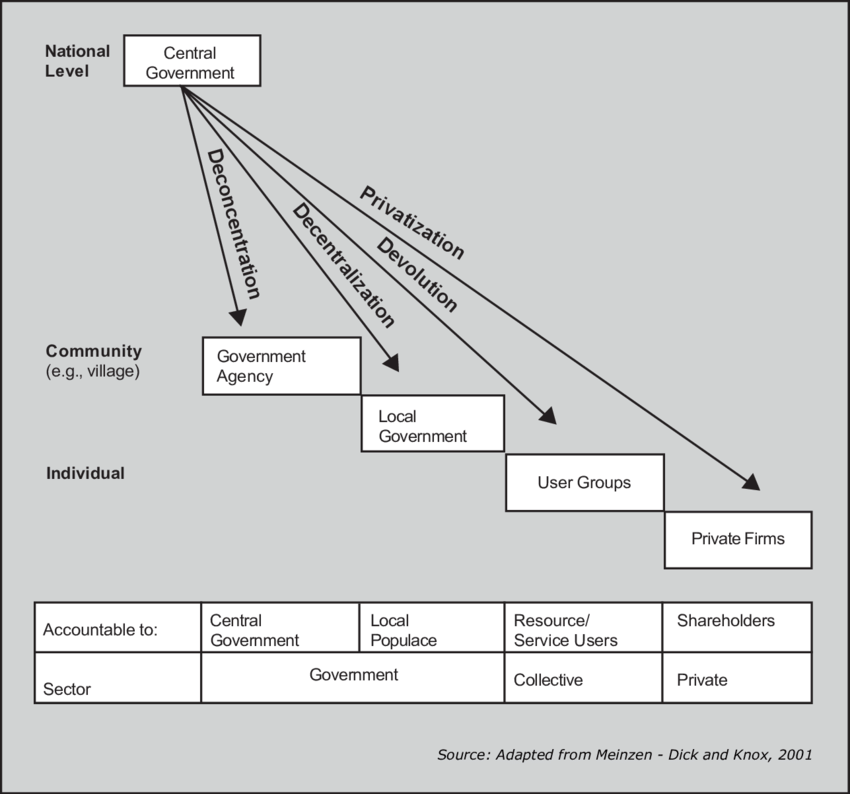 National
Level
Central
Government
Deconcentration
Decentralization
Devolution
Privatization
Community
(e.g., village)
Government
Agency
Local
Government
Individual
User Groups
Private Firms
Accountable to:
Central
Government
Local
Populace
Resource/
Service Users
Shareholders
Sector
Government
Collective
Private
Source: Adapted from Meinzen - Dick and Knox, 2001